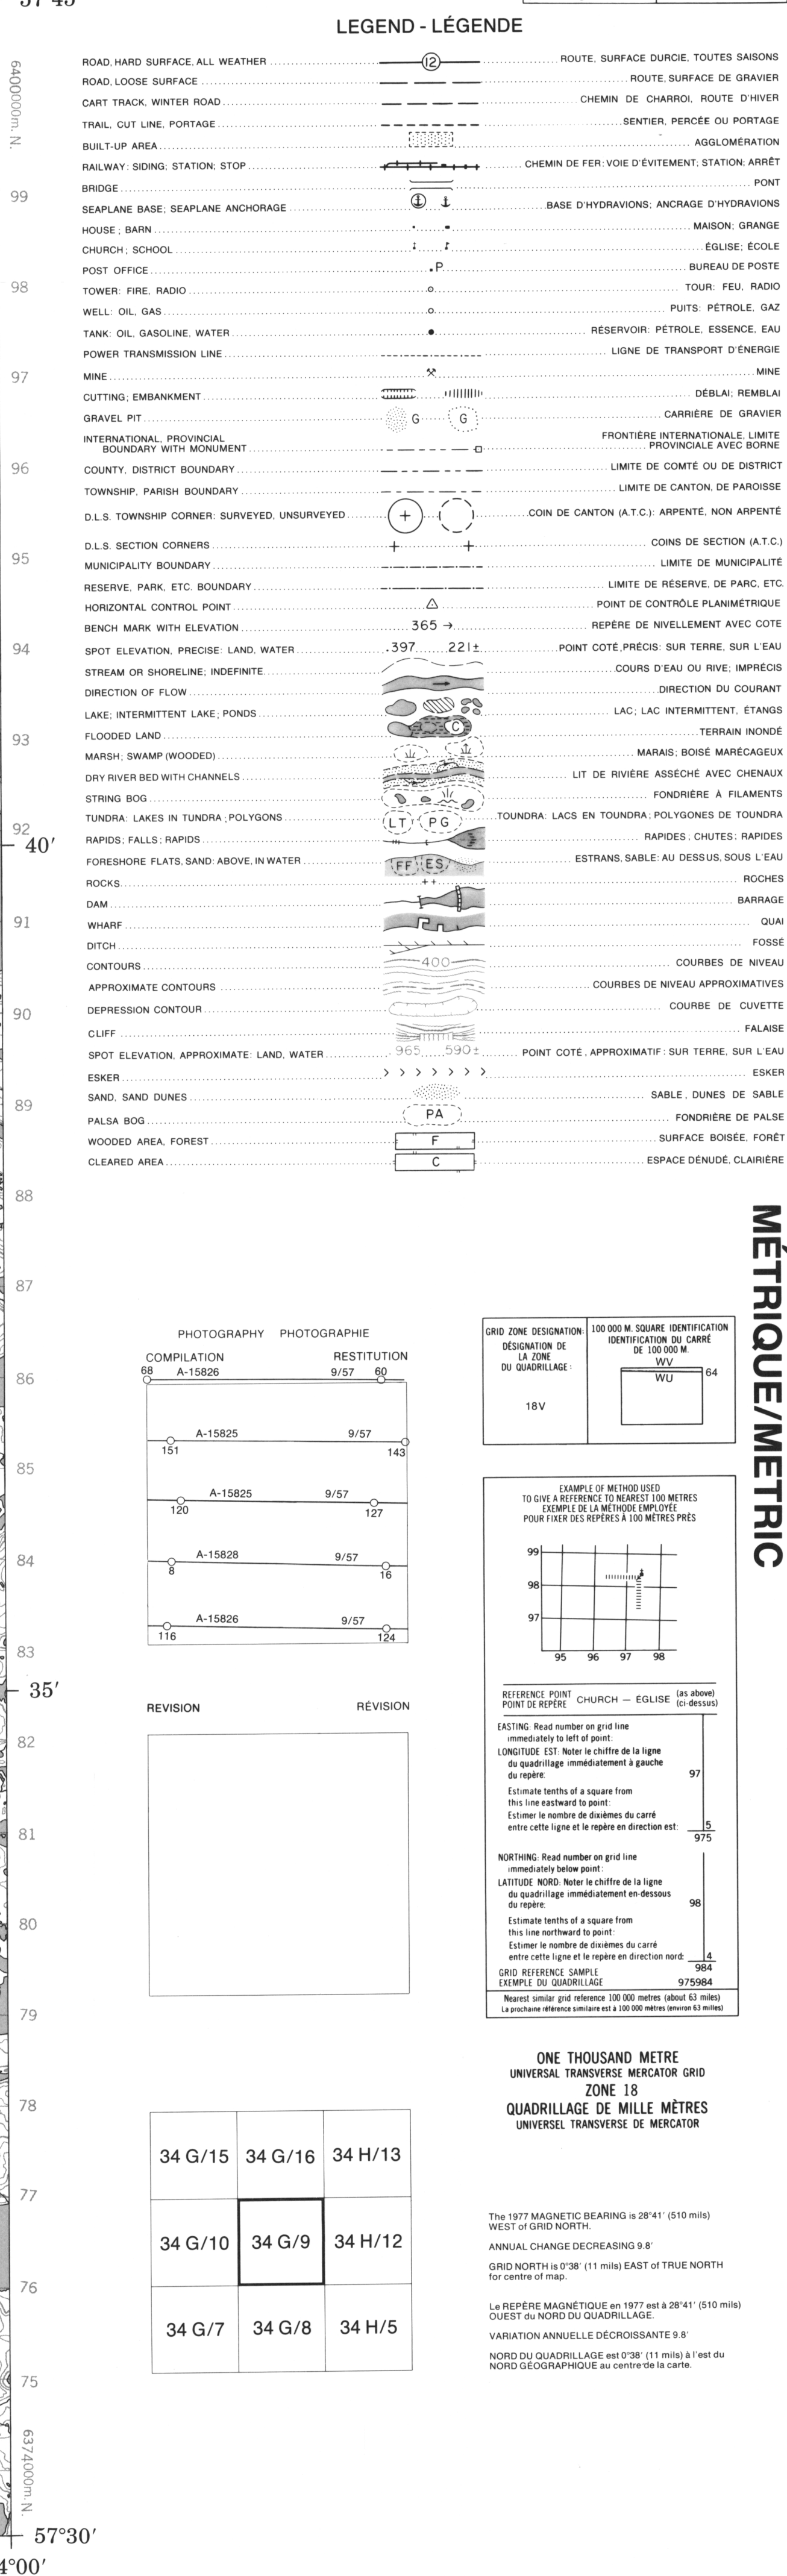 57°45′
LEGEND - LÉGENDE
ROAD, HARD SURFACE, ALL WEATHER 12 ROUTE, SURFACE DURCIE, TOUTES SAISONS
ROAD, LOOSE SURFACE ROUTE, SURFACE DE GRAVIER
CART TRACK, WINTER ROAD CHEMIN DE CHARROI, ROUTE D'HIVER
TRAIL, CUT LINE, PORTAGE SENTIER, PERCÉE OU PORTAGE
BUILT-UP AREA AGGLOMÉRATION
RAILWAY: SIDING; STATION; STOP CHEMIN DE FER: VOIE D'ÉVITEMENT; STATION; ARRÊT
BRIDGE PONT
SEAPLANE BASE; SEAPLANE ANCHORAGE BASE D'HYDRAVIONS; ANCRAGE D'HYDRAVIONS
HOUSE; BARN MAISON; GRANGE
CHURCH; SCHOOL ÉGLISE; ÉCOLE
POST OFFICE P BUREAU DE POSTE
TOWER: FIRE, RADIO TOUR: FEU, RADIO
WELL: OIL, GAS PUITS: PÉTROLE, GAZ
TANK: OIL, GASOLINE, WATER RÉSERVOIR: PÉTROLE, ESSENCE, EAU
POWER TRANSMISSION LINE LIGNE DE TRANSPORT D'ÉNERGIE
MINE MINE
CUTTING; EMBANKMENT DÉBLAI; REMBLAI
GRAVEL PIT G G CARRIÈRE DE GRAVIER
INTERNATIONAL, PROVINCIAL FRONTIÈRE INTERNATIONALE, LIMITE
BOUNDARY WITH MONUMENT PROVINCIALE AVEC BORNE
COUNTY, DISTRICT BOUNDARY LIMITE DE COMTÉ OU DE DISTRICT
TOWNSHIP, PARISH BOUNDARY LIMITE DE CANTON, DE PAROISSE
D.L.S. TOWNSHIP CORNER: SURVEYED, UNSURVEYED COIN DE CANTON (A.T.C.): ARPENTÉ, NON ARPENTÉ
D.L.S. SECTION CORNERS COINS DE SECTION (A.T.C.)
MUNICIPALITY BOUNDARY LIMITE DE MUNICIPALITÉ
RESERVE, PARK, ETC. BOUNDARY LIMITE DE RÉSERVE, DE PARC, ETC.
HORIZONTAL CONTROL POINT POINT DE CONTRÔLE PLANIMÉTRIQUE
BENCH MARK WITH ELEVATION 365 → REPÈRE DE NIVELLEMENT AVEC COTE
SPOT ELEVATION, PRECISE: LAND, WATER .397 221± POINT COTÉ, PRÉCIS: SUR TERRE, SUR L'EAU
STREAM OR SHORELINE; INDEFINITE COURS D'EAU OU RIVE; IMPRÉCIS
DIRECTION OF FLOW DIRECTION DU COURANT
LAKE; INTERMITTENT LAKE; PONDS LAC; LAC INTERMITTENT, ÉTANGS
FLOODED LAND C TERRAIN INONDÉ
MARSH; SWAMP (WOODED) MARAIS; BOISÉ MARÉCAGEUX
DRY RIVER BED WITH CHANNELS LIT DE RIVIÈRE ASSÉCHÉ AVEC CHENAUX
STRING BOG FONDRIÈRE À FILAMENTS
TUNDRA: LAKES IN TUNDRA; POLYGONS LT PG TOUNDRA: LACS EN TOUNDRA; POLYGONES DE TOUNDRA
RAPIDS; FALLS; RAPIDS RAPIDES; CHUTES; RAPIDES
FORESHORE FLATS, SAND: ABOVE, IN WATER FF ES ESTRANS, SABLE: AU DESSUS, SOUS L'EAU
ROCKS ++ ROCHES
DAM BARRAGE
WHARF QUAI
DITCH FOSSÉ
CONTOURS 400 COURBES DE NIVEAU
APPROXIMATE CONTOURS COURBES DE NIVEAU APPROXIMATIVES
DEPRESSION CONTOUR COURBE DE CUVETTE
CLIFF FALAISE
SPOT ELEVATION, APPROXIMATE: LAND, WATER .965 590± POINT COTÉ, APPROXIMATIF: SUR TERRE, SUR L'EAU
ESKER ESKER
SAND, SAND DUNES SABLE, DUNES DE SABLE
PALSA BOG PA FONDRIÈRE DE PALSE
WOODED AREA, FOREST F SURFACE BOISÉE, FORÊT
CLEARED AREA C ESPACE DÉNUDÉ, CLAIRIÈRE
6400000m. N.
99
98
97
96
95
94
93
92
40′
91
90
89
88
87
86
85
84
83
35′
82
81
80
79
78
77
76
75
6374000m. N.
57°30′
4°00′
MÉTRIQUE/METRIC
PHOTOGRAPHY PHOTOGRAPHIE
COMPILATION RESTITUTION
68 A-15826 9/57 60
A-15825 9/57
151 143
A-15825 9/57
120 127
A-15828 9/57
8 16
A-15826 9/57
116 124
REVISION RÉVISION
GRID ZONE DESIGNATION:
DÉSIGNATION DE
LA ZONE
DU QUADRILLAGE:
18V
100 000 M. SQUARE IDENTIFICATION
IDENTIFICATION DU CARRÉ
DE 100 000 M.
WV
WU 64
EXAMPLE OF METHOD USED
TO GIVE A REFERENCE TO NEAREST 100 METRES
EXEMPLE DE LA MÉTHODE EMPLOYÉE
POUR FIXER DES REPÈRES À 100 MÈTRES PRÈS
99
98
97
95 96 97 98
REFERENCE POINT
POINT DE REPÈRE CHURCH — ÉGLISE (as above)
(ci-dessus)
EASTING: Read number on grid line
immediately to left of point:
LONGITUDE EST: Noter le chiffre de la ligne
du quadrillage immédiatement à gauche
du repère: 97
Estimate tenths of a square from
this line eastward to point:
Estimer le nombre de dixièmes du carré
entre cette ligne et le repère en direction est: 5
975
NORTHING: Read number on grid line
immediately below point:
LATITUDE NORD: Noter le chiffre de la ligne
du quadrillage immédiatement en-dessous
du repère: 98
Estimate tenths of a square from
this line northward to point:
Estimer le nombre de dixièmes du carré
entre cette ligne et le repère en direction nord: 4
984
GRID REFERENCE SAMPLE
EXEMPLE DU QUADRILLAGE 975984
Nearest similar grid reference 100 000 metres (about 63 miles)
La prochaine référence similaire est à 100 000 mètres (environ 63 milles)
ONE THOUSAND METRE
UNIVERSAL TRANSVERSE MERCATOR GRID
ZONE 18
QUADRILLAGE DE MILLE MÈTRES
UNIVERSEL TRANSVERSE DE MERCATOR
34 G/15 34 G/16 34 H/13
34 G/10 34 G/9 34 H/12
34 G/7 34 G/8 34 H/5
The 1977 MAGNETIC BEARING is 28°41′ (510 mils)
WEST of GRID NORTH.
ANNUAL CHANGE DECREASING 9.8′
GRID NORTH is 0°38′ (11 mils) EAST of TRUE NORTH
for centre of map.
Le REPÈRE MAGNÉTIQUE en 1977 est à 28°41′ (510 mils)
OUEST du NORD DU QUADRILLAGE.
VARIATION ANNUELLE DÉCROISSANTE 9.8′
NORD DU QUADRILLAGE est 0°38′ (11 mils) à l'est du
NORD GÉOGRAPHIQUE au centre de la carte.